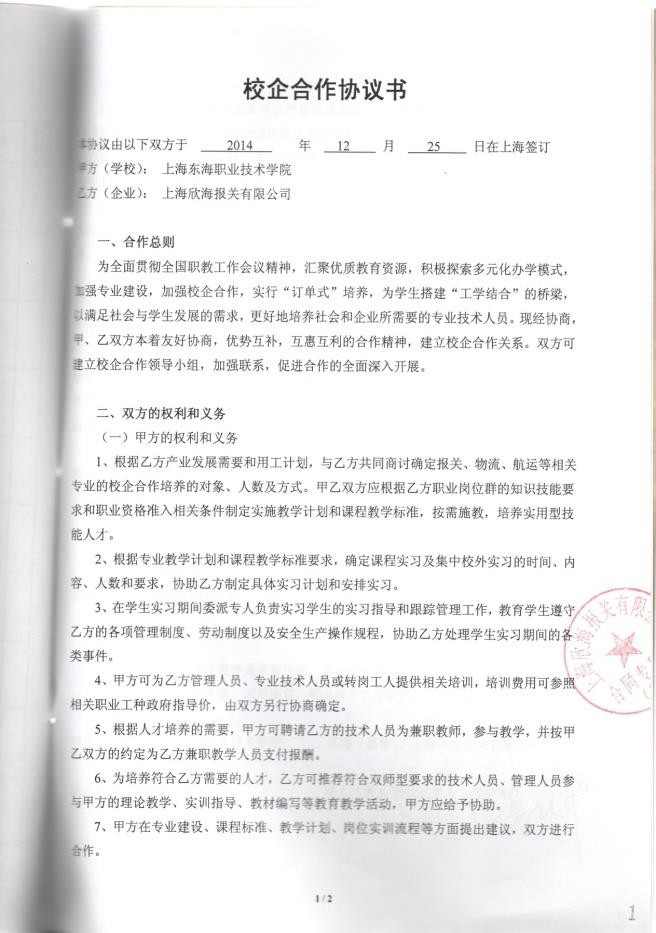 校企合作协议书
本协议由以下双方于 2014 年 12 月 25 日在上海签订
甲方（学校）： 上海东海职业技术学院
乙方（企业）： 上海欣海报关有限公司
一、合作总则
为全面贯彻全国职教工作会议精神，汇聚优质教育资源，积极探索多元化办学模式，
加强专业建设，加强校企合作，实行“订单式”培养，为学生搭建“工学结合”的桥梁，
以满足社会与学生发展的需求，更好地培养社会和企业所需要的专业技术人员。现经协商，
甲、乙双方本着友好协商，优势互补，互惠互利的合作精神，建立校企合作关系。双方可
建立校企合作领导小组，加强联系，促进合作的全面深入开展。
二、双方的权利和义务
（一）甲方的权利和义务
1、根据乙方产业发展需要和用工计划，与乙方共同商讨确定报关、物流、航运等相关
专业的校企合作培养的对象、人数及方式。甲乙双方应根据乙方职业岗位群的知识技能要
求和职业资格准入相关条件制定实施教学计划和课程教学标准，按需施教，培养实用型技
能人才。
2、根据专业教学计划和课程教学标准要求，确定课程实习及集中校外实习的时间、内
容、人数和要求，协助乙方制定具体实习计划和安排实习。
3、在学生实习期间委派专人负责实习学生的实习指导和跟踪管理工作，教育学生遵守
乙方的各项管理制度、劳动制度以及安全生产操作规程，协助乙方处理学生实习期间的各
类事件。
4、甲方可为乙方管理人员、专业技术人员或转岗工人提供相关培训，培训费用可参照
相关职业工种政府指导价，由双方另行协商确定。
5、根据人才培养的需要，甲方可聘请乙方的技术人员为兼职教师，参与教学，并按甲
乙双方的约定为乙方兼职教学人员支付报酬。
6、为培养符合乙方需要的人才，乙方可推荐符合双师型要求的技术人员、管理人员参
与甲方的理论教学、实训指导、教材编写等教育教学活动，甲方应给予协助。
7、甲方在专业建设、课程标准、教学计划、岗位实训流程等方面提出建议，双方进行
合作。
上海欣海报关有限公
合同专
1 / 2
1